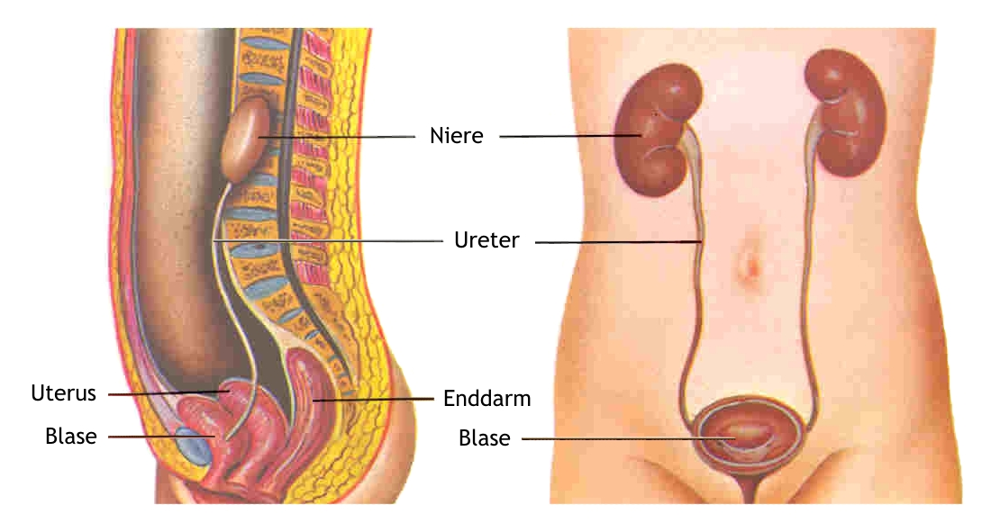 Niere
Ureter
Uterus
Enddarm
Blase
Blase